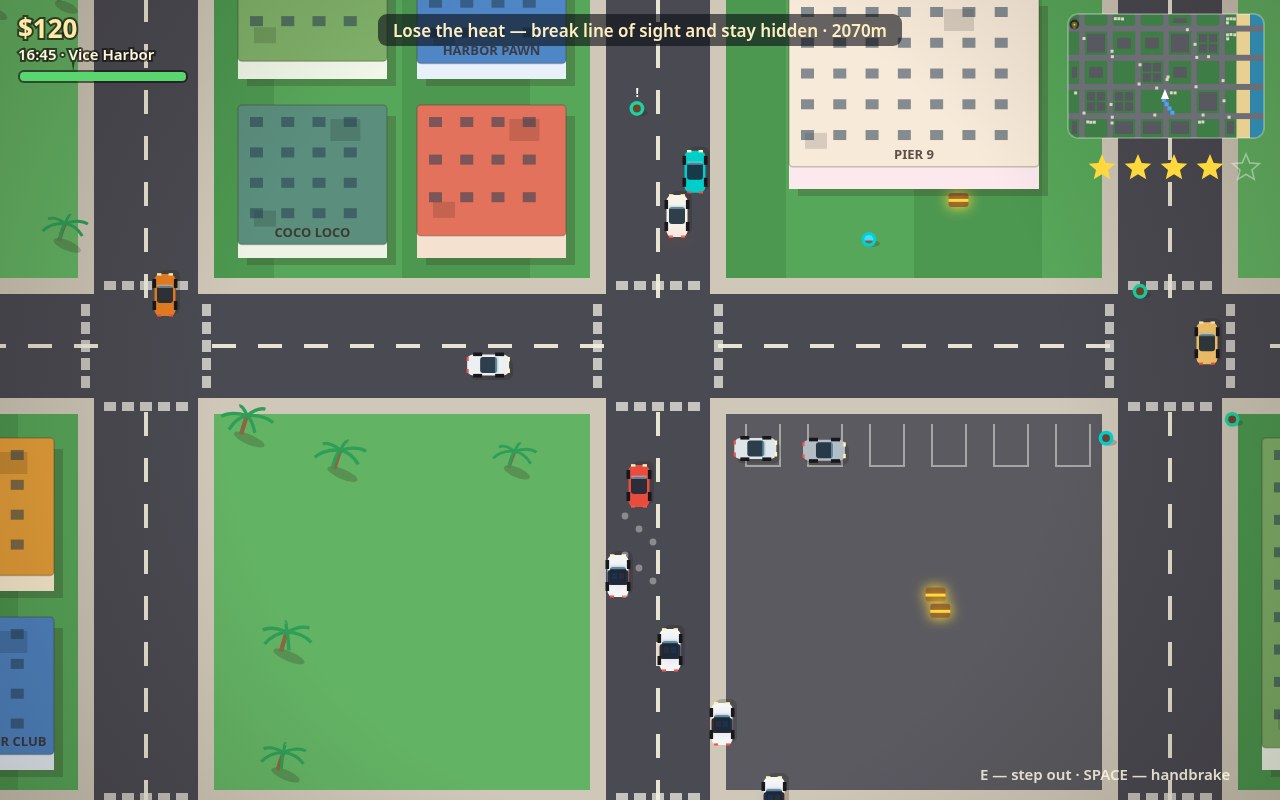 $120
Lose the heat — break line of sight and stay hidden · 2070m
16:45 · Vice Harbor
HARBOR PAWN
!
PIER 9
COCO LOCO
R CLUB
E — step out · SPACE — handbrake